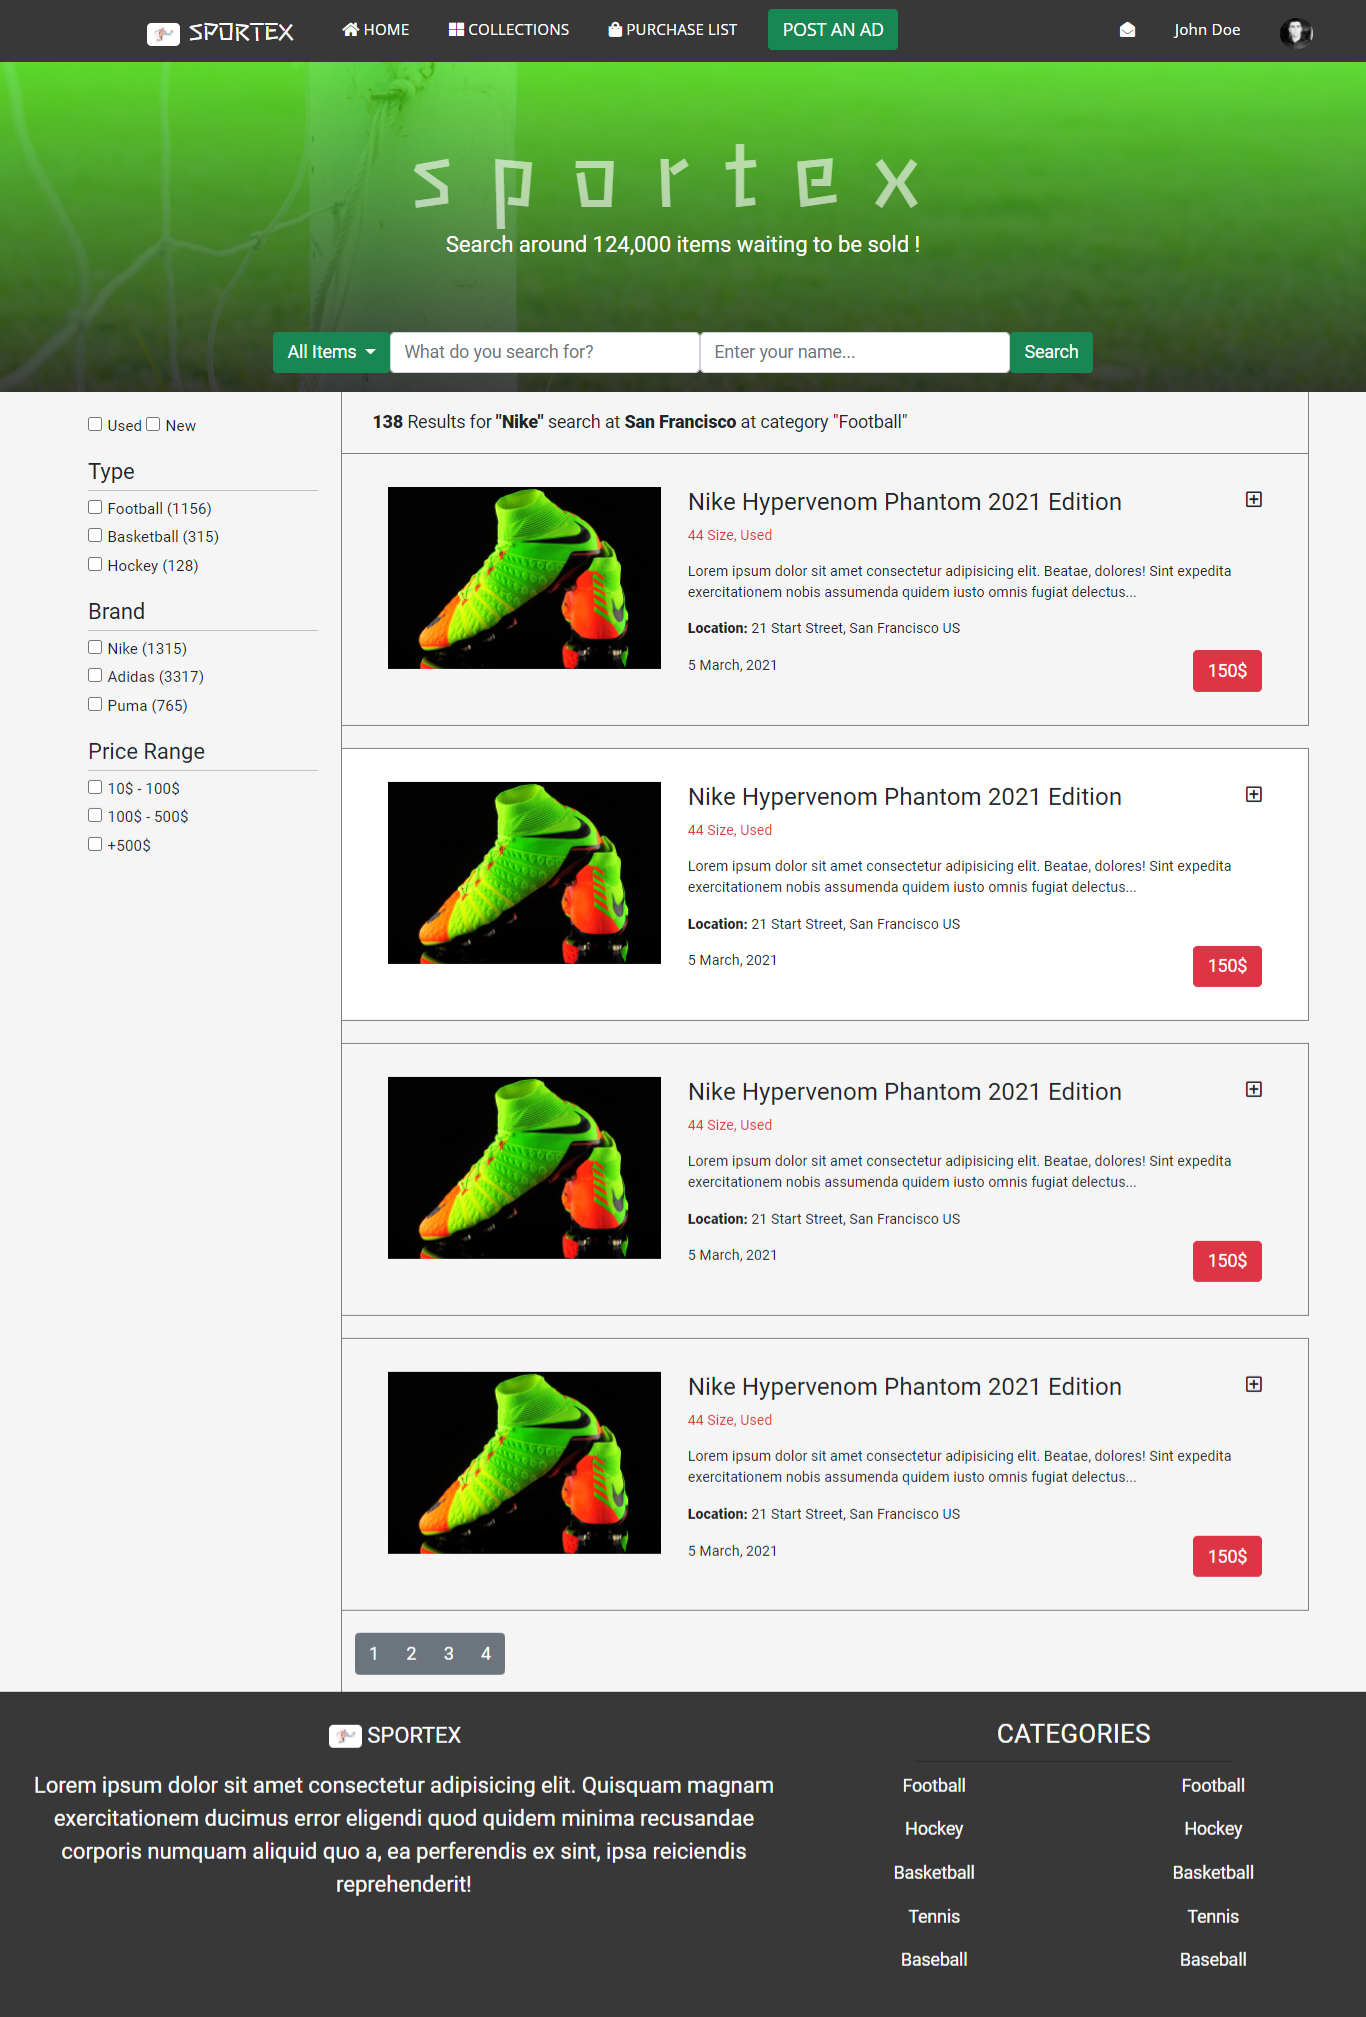 SPORTEX
HOME
COLLECTIONS
PURCHASE LIST
POST AN AD
John Doe
sportex
Search around 124,000 items waiting to be sold !
All Items
What do you search for?
Enter your name...
Search
Used
New
Type
Football (1156)
Basketball (315)
Hockey (128)
Brand
Nike (1315)
Adidas (3317)
Puma (765)
Price Range
10$ - 100$
100$ - 500$
+500$
138 Results for "Nike" search at San Francisco at category "Football"
Nike Hypervenom Phantom 2021 Edition
44 Size, Used
Lorem ipsum dolor sit amet consectetur adipisicing elit. Beatae, dolores! Sint expedita
exercitationem nobis assumenda quidem iusto omnis fugiat delectus...
Location: 21 Start Street, San Francisco US
5 March, 2021
150$
Nike Hypervenom Phantom 2021 Edition
44 Size, Used
Lorem ipsum dolor sit amet consectetur adipisicing elit. Beatae, dolores! Sint expedita
exercitationem nobis assumenda quidem iusto omnis fugiat delectus...
Location: 21 Start Street, San Francisco US
5 March, 2021
150$
Nike Hypervenom Phantom 2021 Edition
44 Size, Used
Lorem ipsum dolor sit amet consectetur adipisicing elit. Beatae, dolores! Sint expedita
exercitationem nobis assumenda quidem iusto omnis fugiat delectus...
Location: 21 Start Street, San Francisco US
5 March, 2021
150$
Nike Hypervenom Phantom 2021 Edition
44 Size, Used
Lorem ipsum dolor sit amet consectetur adipisicing elit. Beatae, dolores! Sint expedita
exercitationem nobis assumenda quidem iusto omnis fugiat delectus...
Location: 21 Start Street, San Francisco US
5 March, 2021
150$
1 2 3 4
SPORTEX
Lorem ipsum dolor sit amet consectetur adipisicing elit. Quisquam magnam
exercitationem ducimus error eligendi quod quidem minima recusandae
corporis numquam aliquid quo a, ea perferendis ex sint, ipsa reiciendis
reprehenderit!
CATEGORIES
Football
Hockey
Basketball
Tennis
Baseball
Football
Hockey
Basketball
Tennis
Baseball